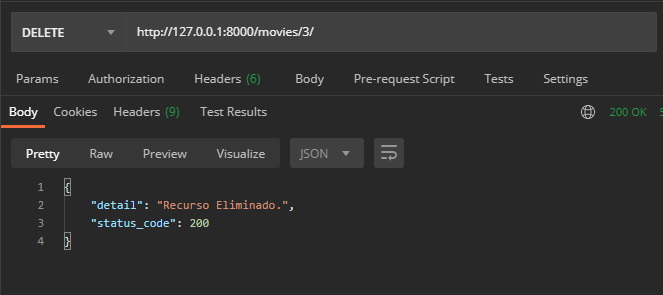 DELETE http://127.0.0.1:8000/movies/3/
Params Authorization Headers (6) Body Pre-request Script Tests Settings
Body Cookies Headers (9) Test Results 200 OK
Pretty Raw Preview Visualize JSON
1 {
2 "detail": "Recurso Eliminado.",
3 "status_code": 200
4 }